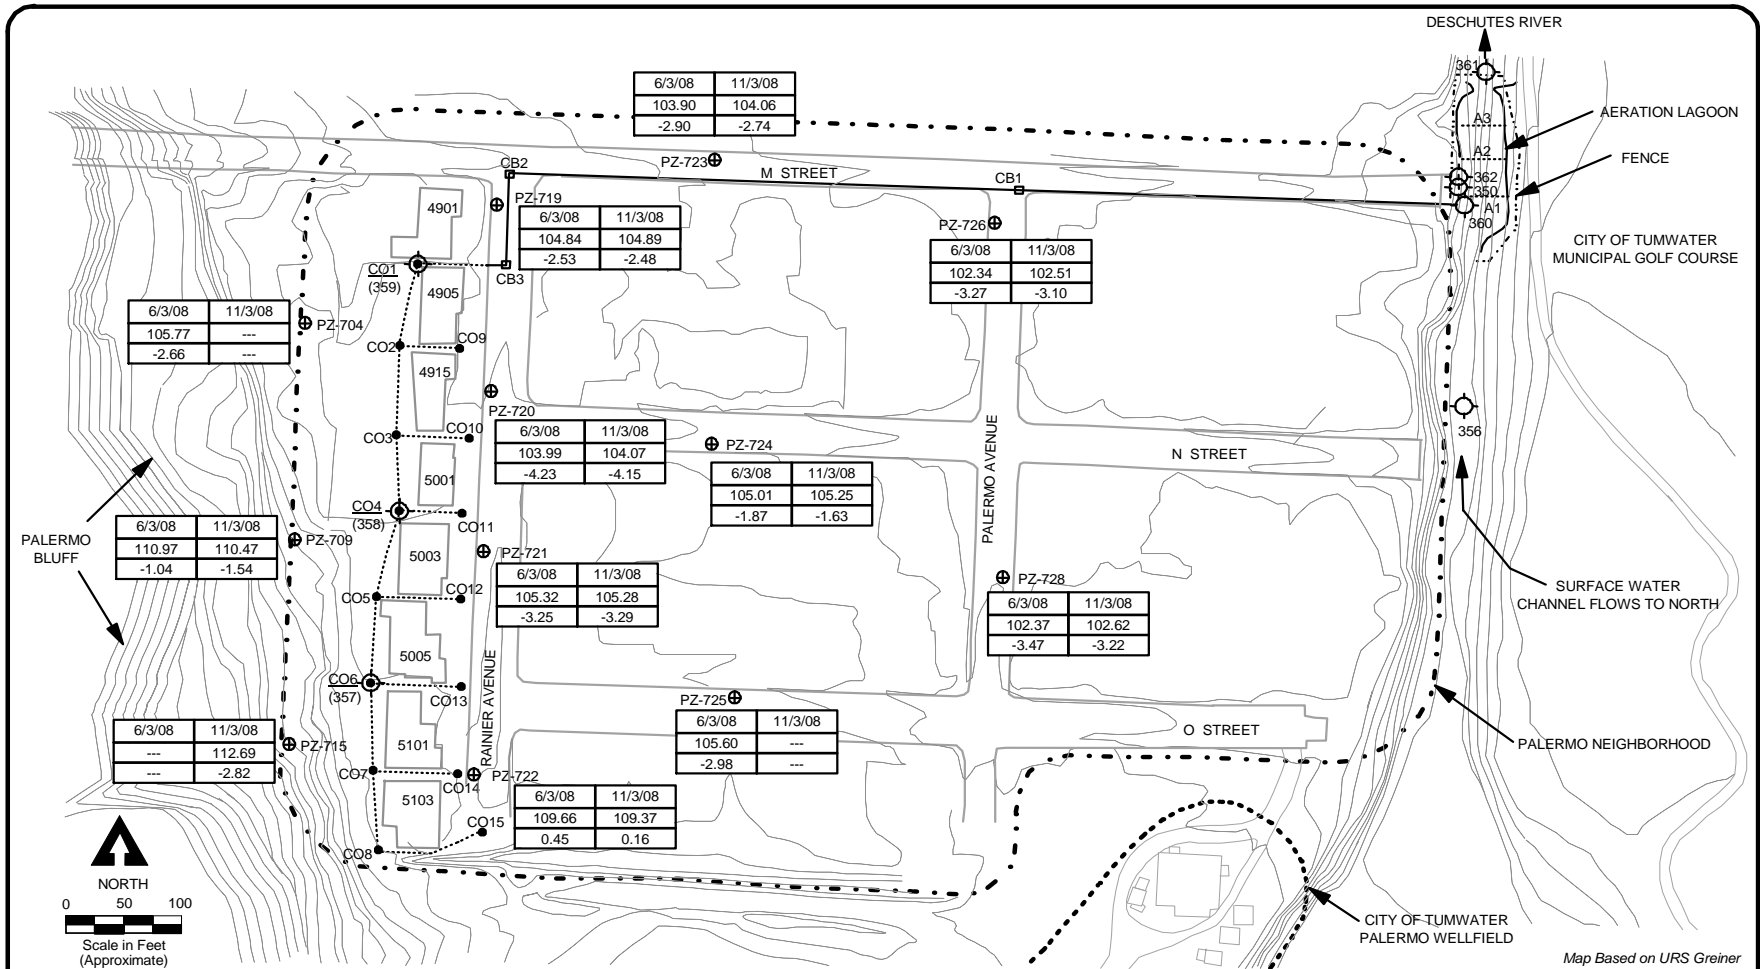 DESCHUTES RIVER
361
6/3/08 11/3/08
103.90 104.06
-2.90 -2.74
AERATION LAGOON
A3
A2
FENCE
PZ-723
CB2
M STREET
CB1
362
350
A1
360
4901
PZ-719
6/3/08 11/3/08
104.84 104.89
-2.53 -2.48
PZ-726
6/3/08 11/3/08
102.34 102.51
-3.27 -3.10
CITY OF TUMWATER
MUNICIPAL GOLF COURSE
CO1
(359)
CB3
4905
6/3/08 11/3/08
105.77 ---
-2.66 ---
PZ-704
CO2
CO9
4915
PZ-720
CO3
CO10
6/3/08 11/3/08
103.99 104.07
-4.23 -4.15
PZ-724
PALERMO AVENUE
N STREET
356
5001
6/3/08 11/3/08
105.01 105.25
-1.87 -1.63
CO4
(358)
CO11
PALERMO
BLUFF
6/3/08 11/3/08
110.97 110.47
-1.04 -1.54
PZ-709
5003
PZ-721
6/3/08 11/3/08
105.32 105.28
-3.25 -3.29
PZ-728
6/3/08 11/3/08
102.37 102.62
-3.47 -3.22
SURFACE WATER
CHANNEL FLOWS TO NORTH
CO5
CO12
5005
CO6
(357)
CO13
RAINIER AVENUE
PZ-725
6/3/08 11/3/08
105.60 ---
-2.98 ---
O STREET
PALERMO NEIGHBORHOOD
6/3/08 11/3/08
--- 112.69
--- -2.82
PZ-715
5101
CO7
CO14
PZ-722
6/3/08 11/3/08
109.66 109.37
0.45 0.16
5103
CO15
CO8
NORTH
0 50 100
Scale in Feet
(Approximate)
CITY OF TUMWATER
PALERMO WELLFIELD
Map Based on URS Greiner